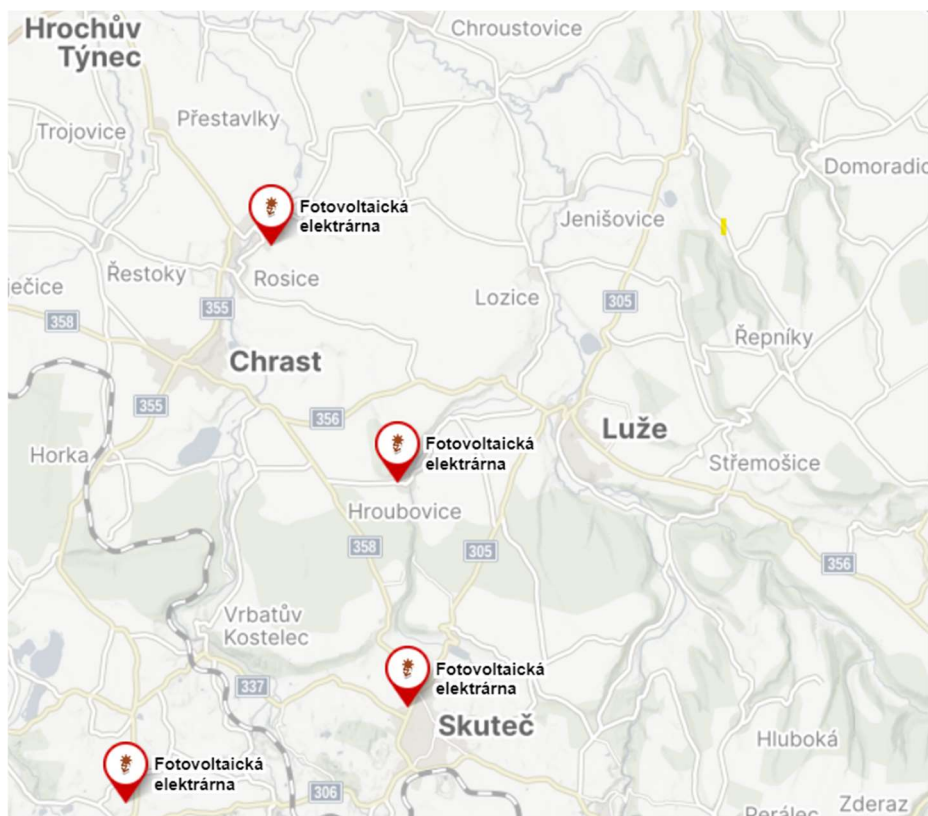 Hrochův
Týnec
Chroustovice
Trojovice
Přestavlky
Domoradic
Fotovoltaická
elektrárna
Jenišovice
Řestoky
Rosice
ječice
355
358
Lozice
305
Řepníky
Chrast
355
356
Luže
Fotovoltaická
elektrárna
Horka
Střemošice
Hroubovice
358
305
356
Vrbatův
Kostelec
Fotovoltaická
elektrárna
337
Skuteč
Hluboká
Fotovoltaická
elektrárna
306
Perálec
Zderaz